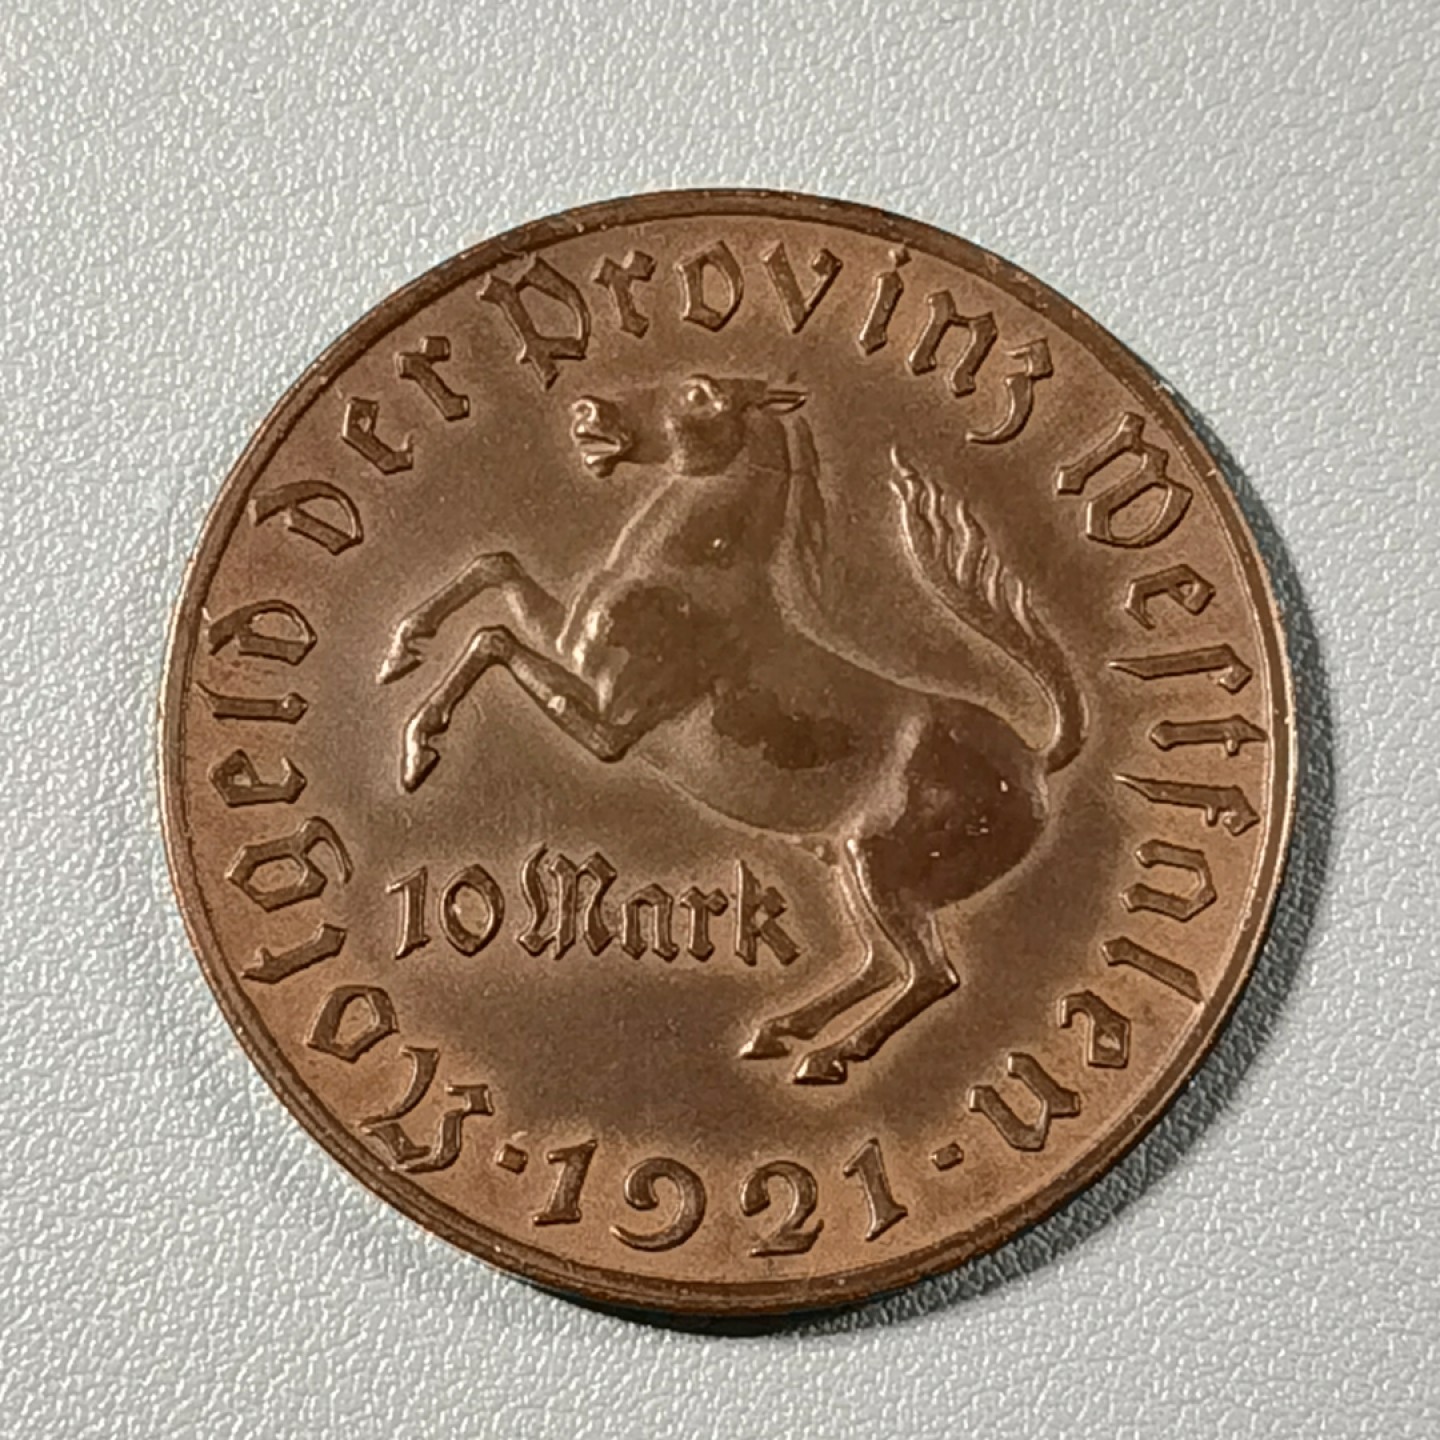 Notgeld der Provinz Westfalen
10 Mark
· 1921 ·